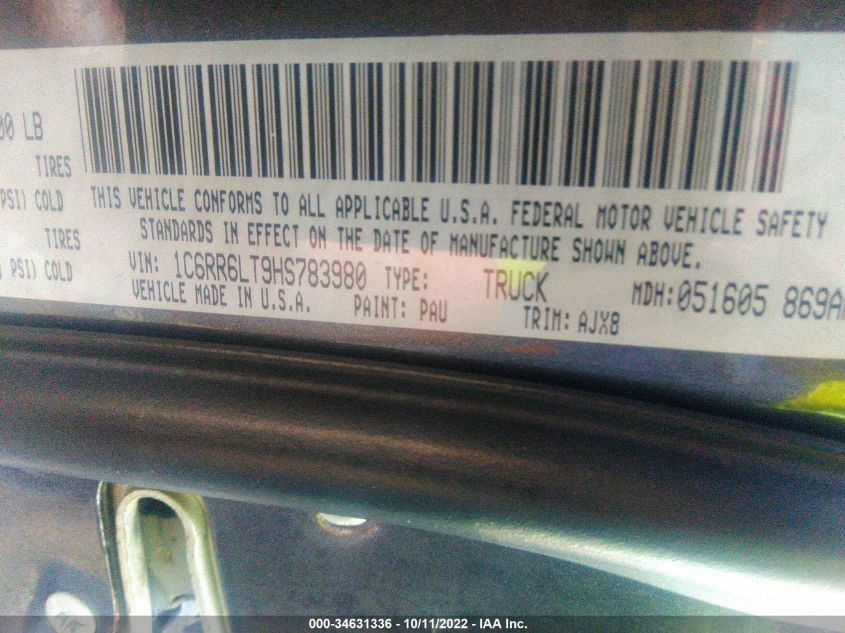 00 LB
TIRES
PSI) COLD
TIRES
PSI) COLD
THIS VEHICLE CONFORMS TO ALL APPLICABLE U.S.A. FEDERAL MOTOR VEHICLE SAFETY
STANDARDS IN EFFECT ON THE DATE OF MANUFACTURE SHOWN ABOVE.
VIN: 1C6RR6LT9HS783980 TYPE: TRUCK MDH:051605 869A
VEHICLE MADE IN U.S.A. PAINT: PAU TRIM: AJX8
000-34631336 - 10/11/2022 - IAA Inc.